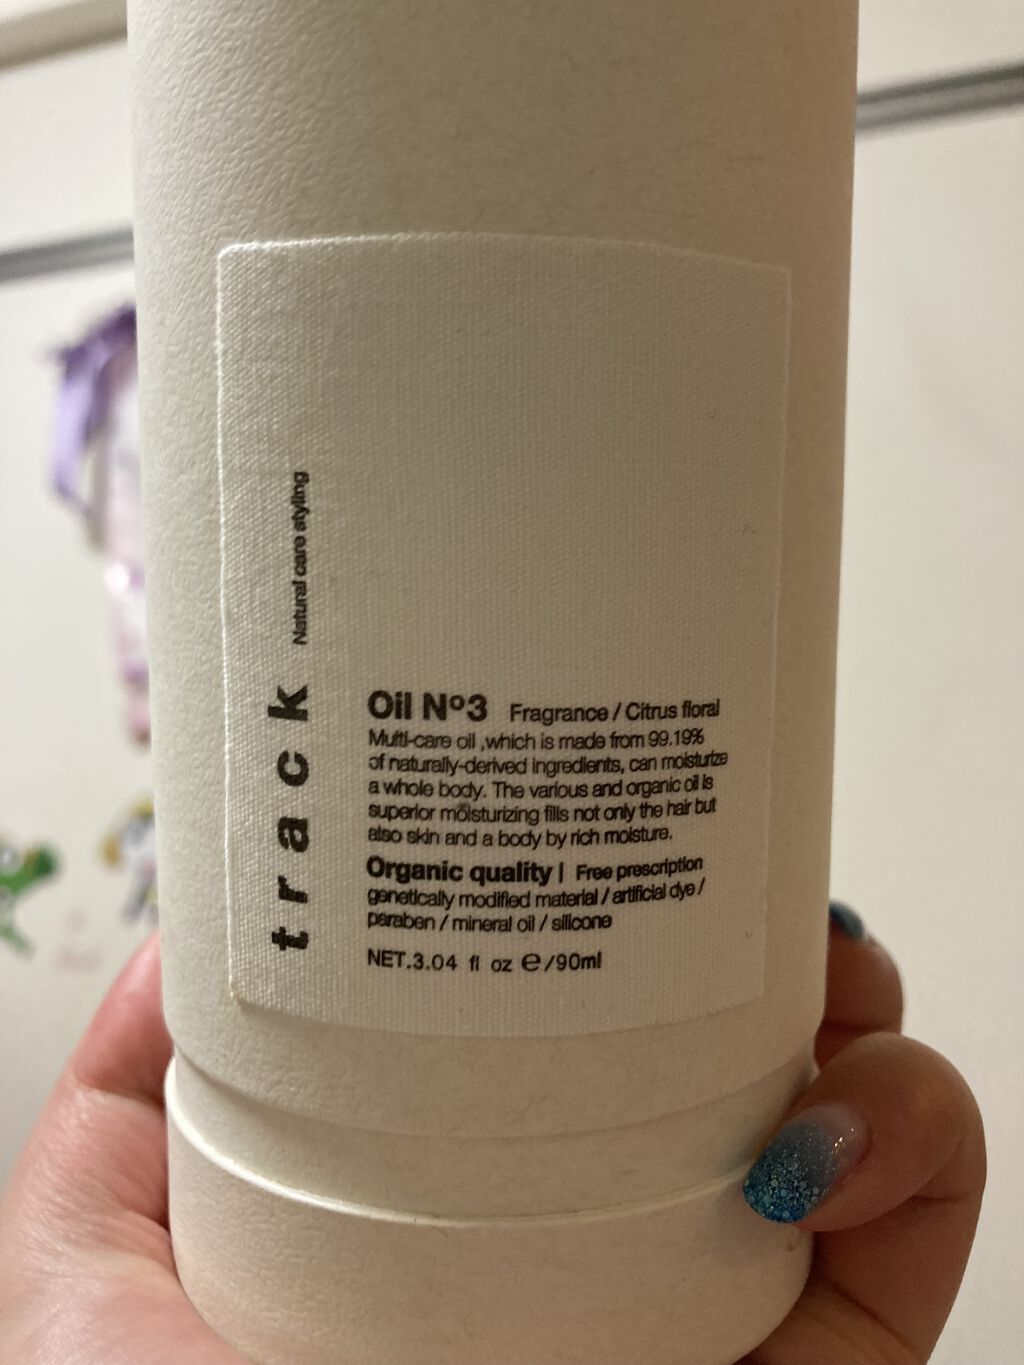 track Natural care styling
Oil Nº3 Fragrance / Citrus floral
Multi-care oil ,which is made from 99.19%
of naturally-derived ingredients, can moisturize
a whole body. The various and organic oil is
superior moisturizing fills not only the hair but
also skin and a body by rich moisture.
Organic quality | Free prescription
genetically modified material / artificial dye /
paraben / mineral oil / silicone
NET.3.04 fl oz ℮/90ml